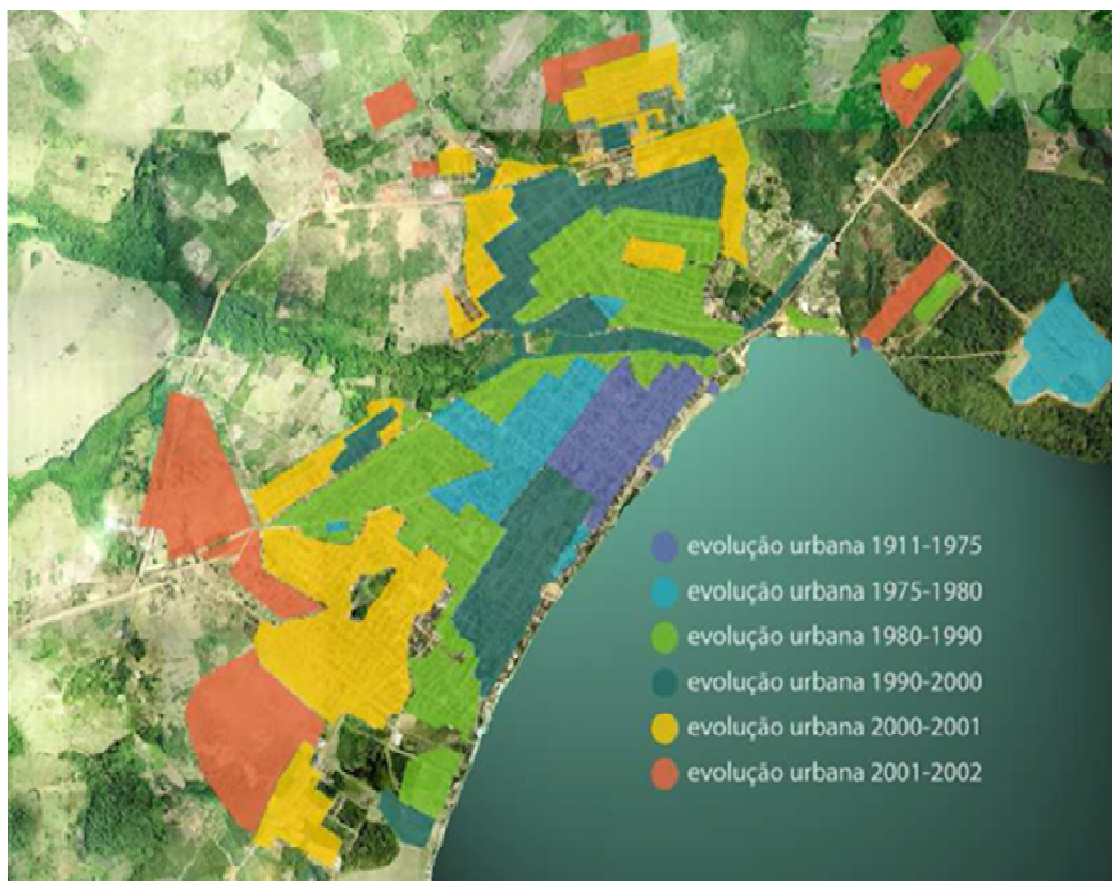 evolução urbana 1911-1975
evolução urbana 1975-1980
evolução urbana 1980-1990
evolução urbana 1990-2000
evolução urbana 2000-2001
evolução urbana 2001-2002